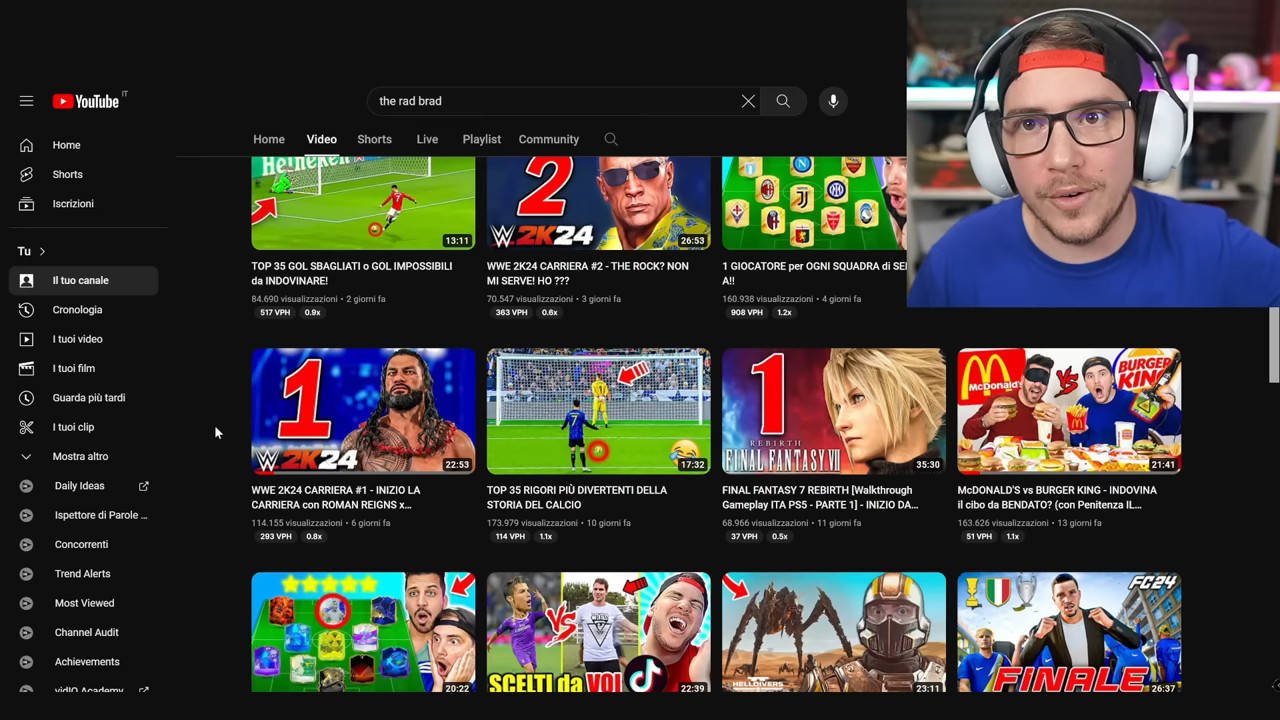 YouTube IT
the rad brad
Home
Video
Shorts
Live
Playlist
Community
Home
Shorts
Iscrizioni
Tu
Il tuo canale
Cronologia
I tuoi video
I tuoi film
Guarda più tardi
I tuoi clip
Mostra altro
Daily Ideas
Ispettore di Parole ...
Concorrenti
Trend Alerts
Most Viewed
Channel Audit
Achievements
vidIQ Academy
Heineken
13:11
TOP 35 GOL SBAGLIATI o GOL IMPOSSIBILI
da INDOVINARE!
84.690 visualizzazioni • 2 giorni fa
517 VPH 0.9x
2
W 2K24
26:53
WWE 2K24 CARRIERA #2 - THE ROCK? NON
MI SERVE! HO ???
70.547 visualizzazioni • 3 giorni fa
363 VPH 0.6x
1 GIOCATORE per OGNI SQUADRA di
A!!
160.938 visualizzazioni • 4 giorni fa
908 VPH 1.2x
1
W 2K24
22:53
WWE 2K24 CARRIERA #1 - INIZIO LA
CARRIERA con ROMAN REIGNS x...
114.155 visualizzazioni • 6 giorni fa
293 VPH 0.8x
17:32
TOP 35 RIGORI PIÙ DIVERTENTI DELLA
STORIA DEL CALCIO
173.979 visualizzazioni • 10 giorni fa
114 VPH 1.1x
1
REBIRTH
FINAL FANTASY VII
35:30
FINAL FANTASY 7 REBIRTH [Walkthrough
Gameplay ITA PS5 - PARTE 1] - INIZIO DA...
68.966 visualizzazioni • 11 giorni fa
37 VPH 0.5x
McDonald's
VS
BURGER
KING
21:41
McDONALD'S vs BURGER KING - INDOVINA
il cibo da BENDATO? (con Penitenza IL...
163.626 visualizzazioni • 13 giorni fa
51 VPH 1.1x
20:22
VS
SCELTI da VOI
22:39
HELLDIVERS
23:11
FC24
FINALE
26:37